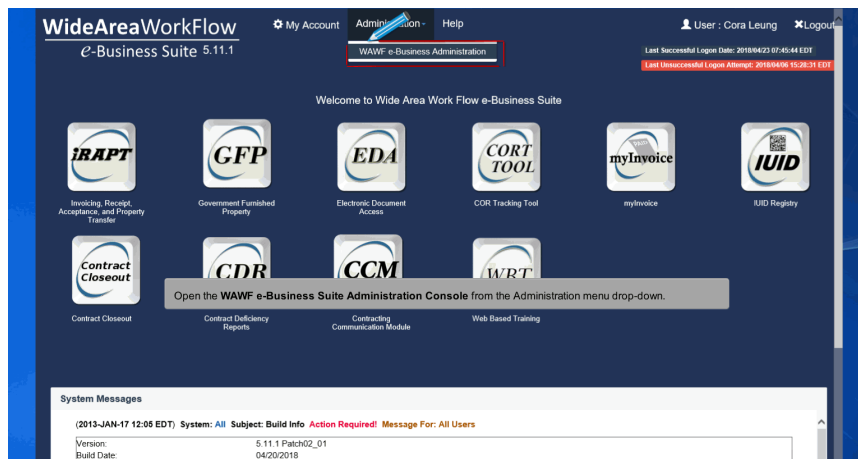 WideAreaWorkFlow
e-Business Suite 5.11.1
My Account
Administration
Help
User : Cora Leung
Logout
WAWF e-Business Administration
Last Successful Logon Date: 2018/04/23 07:45:44 EDT
Last Unsuccessful Logon Attempt: 2018/04/06 15:28:31 EDT
Welcome to Wide Area Work Flow e-Business Suite
iRAPT
GFP
EDA
CORT
TOOL
PAID
myInvoice
IUID
Invoicing, Receipt,
Acceptance, and Property
Transfer
Government Furnished
Property
Electronic Document
Access
COR Tracking Tool
myInvoice
IUID Registry
Contract
Closeout
CDR
CCM
WBT
Open the WAWF e-Business Suite Administration Console from the Administration menu drop-down.
Contract Closeout
Contract Deficiency
Reports
Contracting
Communication Module
Web Based Training
System Messages
(2013-JAN-17 12:05 EDT) System: All Subject: Build Info Action Required! Message For: All Users
Version: 5.11.1 Patch02_01
Build Date: 04/20/2018